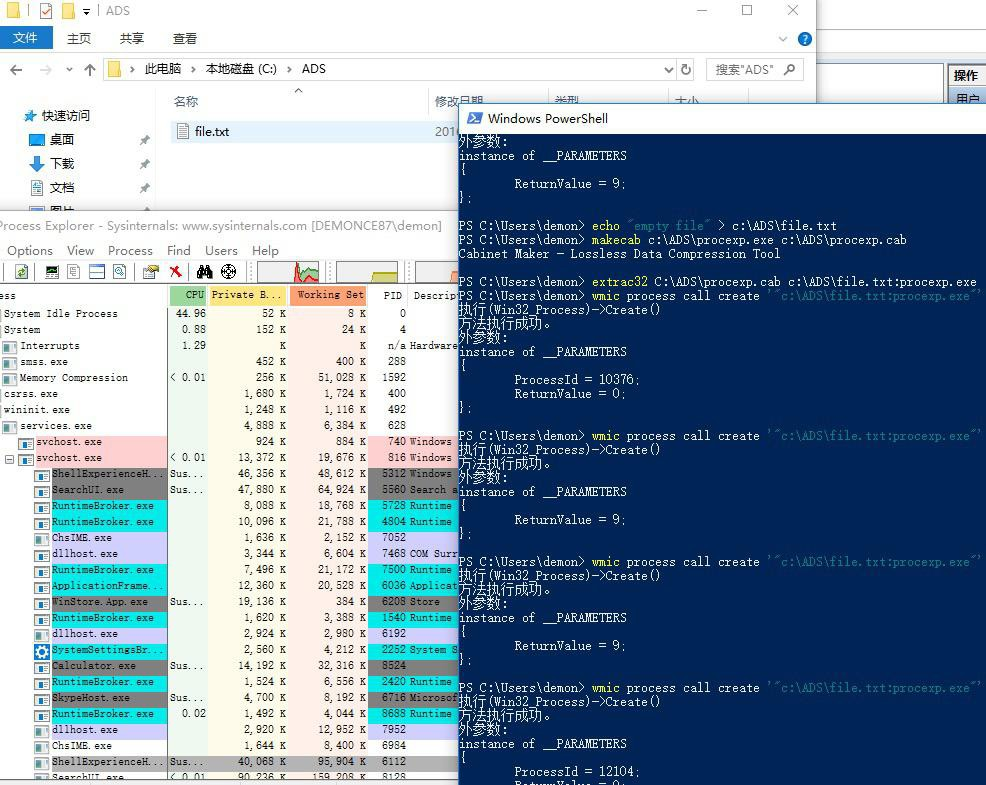 ADS
文件 主页 共享 查看
此电脑 本地磁盘 (C:) ADS
搜索"ADS"
操作
用户
快速访问
桌面
下载
文档
图片
名称 修改日期 类型 大小
file.txt 2016
Process Explorer - Sysinternals: www.sysinternals.com [DEMONCE87\demon]
Options View Process Find Users Help
ess CPU Private B... Working Set PID Descrip
System Idle Process 44.96 52 K 8 K 0
System 0.88 152 K 24 K 4
Interrupts 1.29 K K n/a Hardware
smss.exe 452 K 400 K 288
Memory Compression < 0.01 256 K 51,028 K 1592
csrss.exe 1,680 K 1,724 K 400
wininit.exe 1,248 K 1,116 K 492
services.exe 4,888 K 6,384 K 628
svchost.exe 924 K 884 K 740 Windows
svchost.exe < 0.01 13,372 K 19,676 K 816 Windows
ShellExperienceH... Sus... 46,356 K 48,612 K 5312 Windows
SearchUI.exe Sus... 47,880 K 64,924 K 5560 Search a
RuntimeBroker.exe 8,088 K 18,768 K 5728 Runtime
RuntimeBroker.exe 10,096 K 21,788 K 4804 Runtime
ChsIME.exe 1,636 K 2,152 K 7052
dllhost.exe 3,344 K 6,604 K 7468 COM Surr
RuntimeBroker.exe 7,496 K 21,172 K 7500 Runtime
ApplicationFrame... 12,360 K 20,528 K 6036 Applicat
WinStore.App.exe Sus... 19,136 K 384 K 6208 Store
RuntimeBroker.exe 1,620 K 3,388 K 1540 Runtime
dllhost.exe 2,924 K 2,980 K 6192
SystemSettingsBr... 2,560 K 4,212 K 2252 System S
Calculator.exe Sus... 14,192 K 32,316 K 8524
RuntimeBroker.exe 1,524 K 6,556 K 2420 Runtime
SkypeHost.exe Sus... 4,700 K 8,192 K 6716 Microsof
RuntimeBroker.exe 0.02 1,492 K 4,044 K 8688 Runtime
dllhost.exe 2,920 K 12,952 K 7952
ChsIME.exe 1,644 K 8,400 K 6984
ShellExperienceH... Sus... 40,068 K 95,904 K 6112
SearchUI.exe < 0.01 90,236 K 159,208 K 8128
Windows PowerShell
外参数:
instance of __PARAMETERS
{
ReturnValue = 9;
};
PS C:\Users\demon> echo "empty file" > c:\ADS\file.txt
PS C:\Users\demon> makecab c:\ADS\procexp.exe c:\ADS\procexp.cab
Cabinet Maker - Lossless Data Compression Tool
PS C:\Users\demon> extrac32 C:\ADS\procexp.cab c:\ADS\file.txt:procexp.exe
PS C:\Users\demon> wmic process call create '"c:\ADS\file.txt:procexp.exe"'
执行(Win32_Process)->Create()
方法执行成功。
外参数:
instance of __PARAMETERS
{
ProcessId = 10376;
ReturnValue = 0;
};
PS C:\Users\demon> wmic process call create '"c:\ADS\file.txt:procexp.exe"'
执行(Win32_Process)->Create()
方法执行成功。
外参数:
instance of __PARAMETERS
{
ReturnValue = 9;
};
PS C:\Users\demon> wmic process call create '"c:\ADS\file.txt:procexp.exe"'
执行(Win32_Process)->Create()
方法执行成功。
外参数:
instance of __PARAMETERS
{
ReturnValue = 9;
};
PS C:\Users\demon> wmic process call create '"c:\ADS\file.txt:procexp.exe"'
执行(Win32_Process)->Create()
方法执行成功。
外参数:
instance of __PARAMETERS
{
ProcessId = 12104;
ReturnValue = 0;